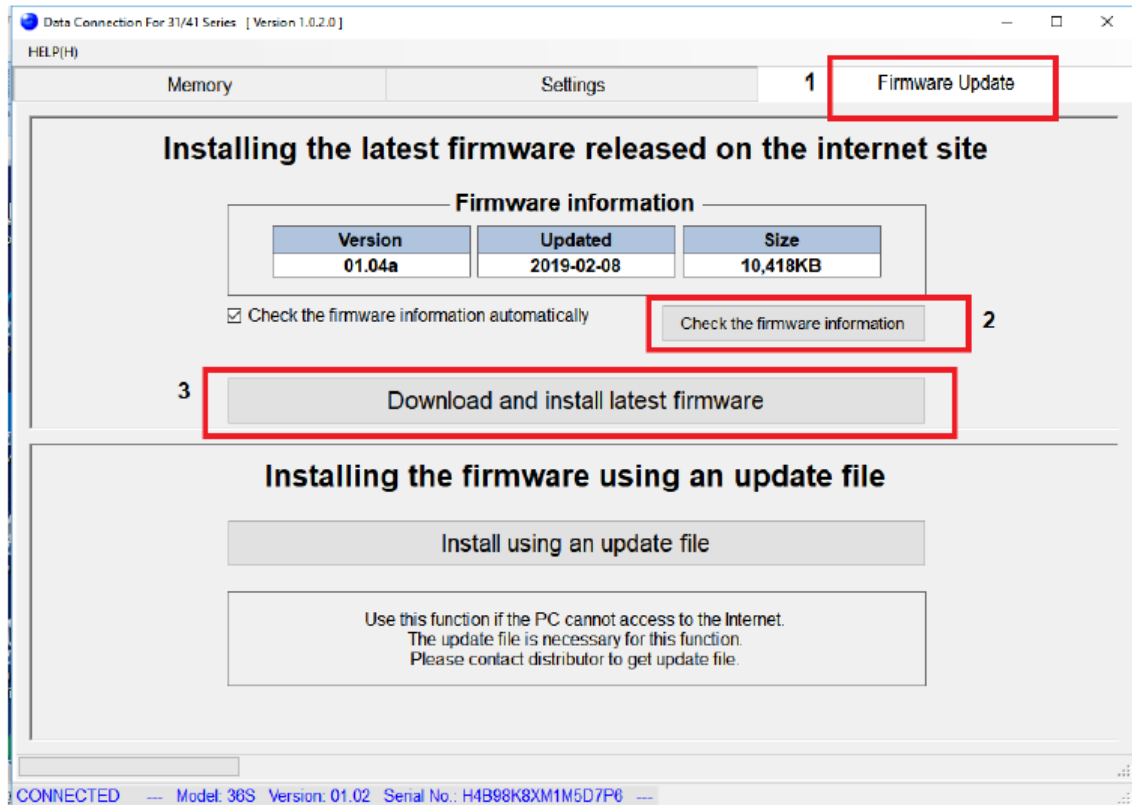 Data Connection For 31/41 Series [ Version 1.0.2.0 ]
HELP(H)
Memory Settings 1 Firmware Update
Installing the latest firmware released on the internet site
Firmware information
Version Updated Size
01.04a 2019-02-08 10,418KB
Check the firmware information automatically Check the firmware information 2
3 Download and install latest firmware
Installing the firmware using an update file
Install using an update file
Use this function if the PC cannot access to the Internet.
The update file is necessary for this function.
Please contact distributor to get update file.
CONNECTED --- Model: 36S Version: 01.02 Serial No.: H4B98K8XM1M5D7P6 ---